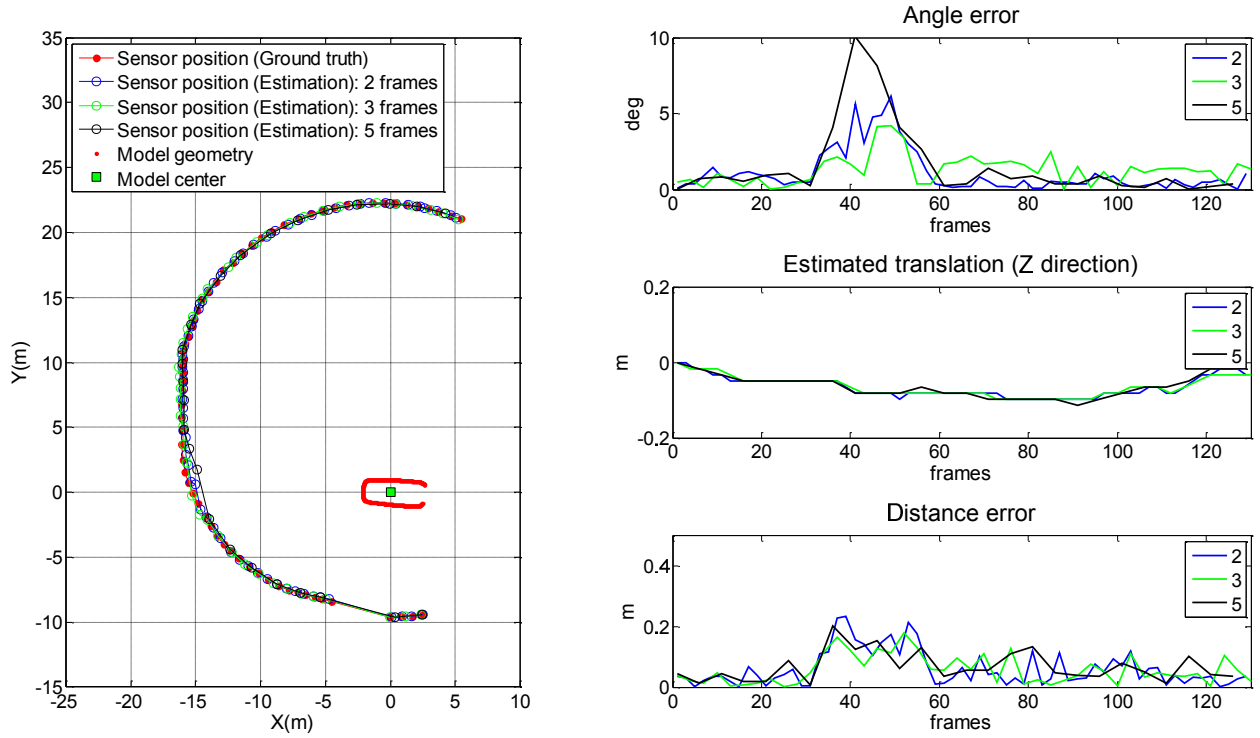 35
30
25
20
15
10
5
0
-5
-10
-15
Y(m)
-25 -20 -15 -10 -5 0 5 10
X(m)
Sensor position (Ground truth)
Sensor position (Estimation): 2 frames
Sensor position (Estimation): 3 frames
Sensor position (Estimation): 5 frames
Model geometry
Model center
Angle error
10
5
0
deg
0 20 40 60 80 100 120
frames
2
3
5
Estimated translation (Z direction)
0.2
0
-0.2
m
0 20 40 60 80 100 120
frames
2
3
5
Distance error
0.4
0.2
0
m
0 20 40 60 80 100 120
frames
2
3
5